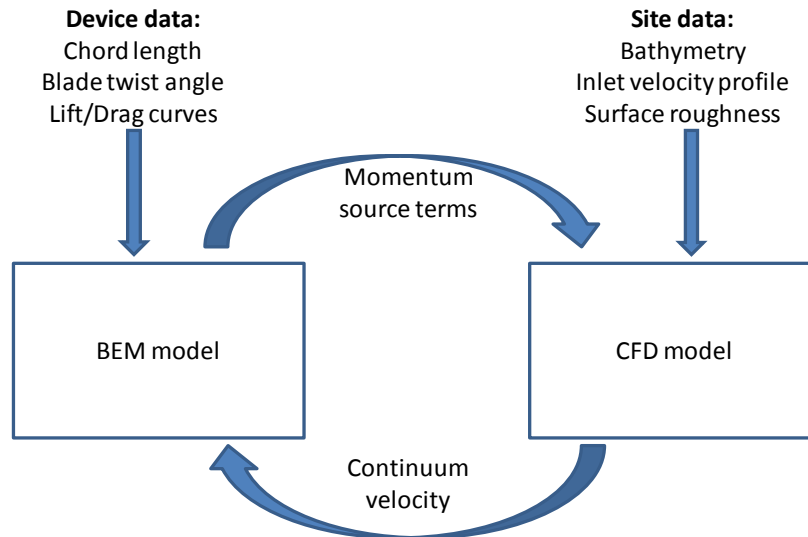 Device data:
Chord length
Blade twist angle
Lift/Drag curves
Site data:
Bathymetry
Inlet velocity profile
Surface roughness
Momentum
source terms
BEM model
CFD model
Continuum
velocity